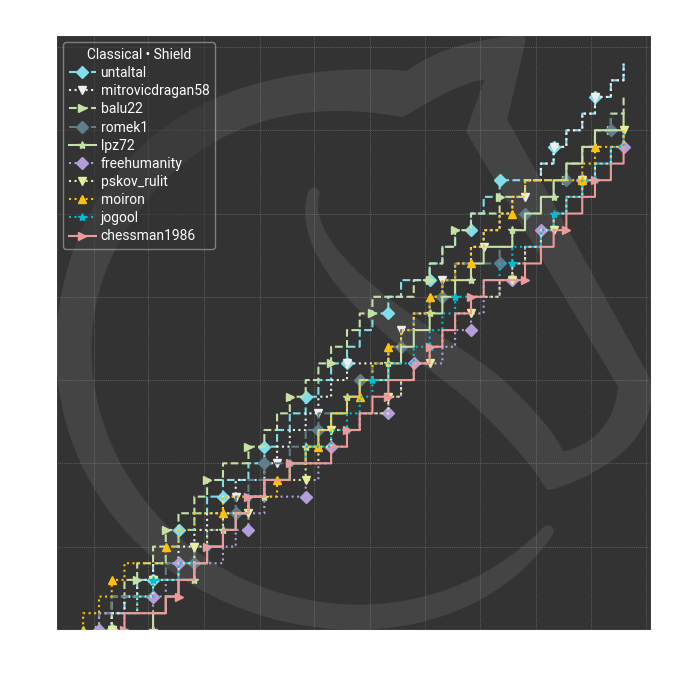 Classical • Shield
untaltal
mitrovicdragan58
balu22
romek1
lpz72
freehumanity
pskov_rulit
moiron
jogool
chessman1986